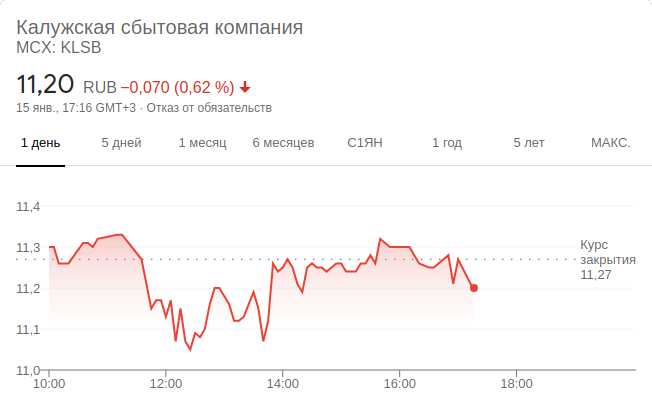 Калужская сбытовая компания
MCX: KLSB
11,20 RUB −0,070 (0,62 %)
15 янв., 17:16 GMT+3 · Отказ от обязательств
1 день 5 дней 1 месяц 6 месяцев С1ЯН 1 год 5 лет МАКС.
11,4
11,3
11,2
11,1
11,0
Курс
закрытия
11,27
10:00 12:00 14:00 16:00 18:00